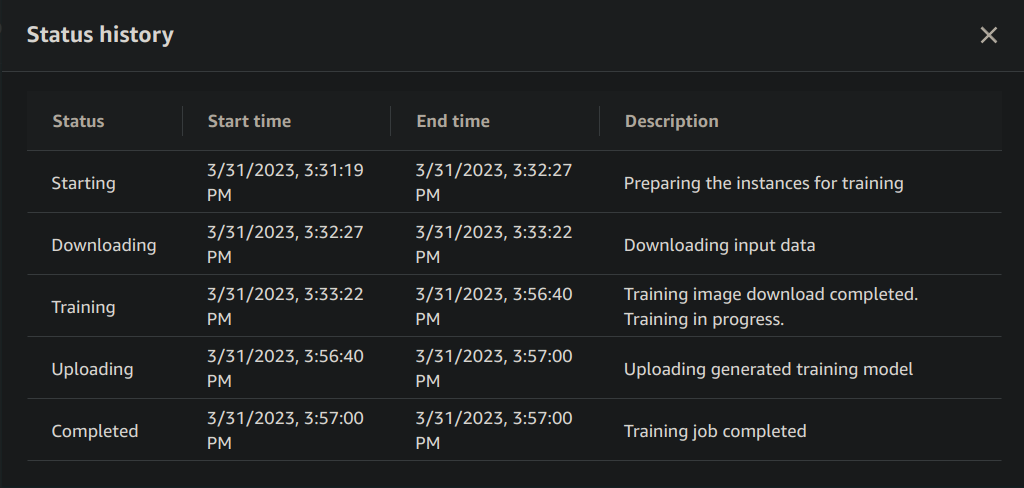 Status history
Status Start time End time Description
Starting 3/31/2023, 3:31:19 PM 3/31/2023, 3:32:27 PM Preparing the instances for training
Downloading 3/31/2023, 3:32:27 PM 3/31/2023, 3:33:22 PM Downloading input data
Training 3/31/2023, 3:33:22 PM 3/31/2023, 3:56:40 PM Training image download completed. Training in progress.
Uploading 3/31/2023, 3:56:40 PM 3/31/2023, 3:57:00 PM Uploading generated training model
Completed 3/31/2023, 3:57:00 PM 3/31/2023, 3:57:00 PM Training job completed